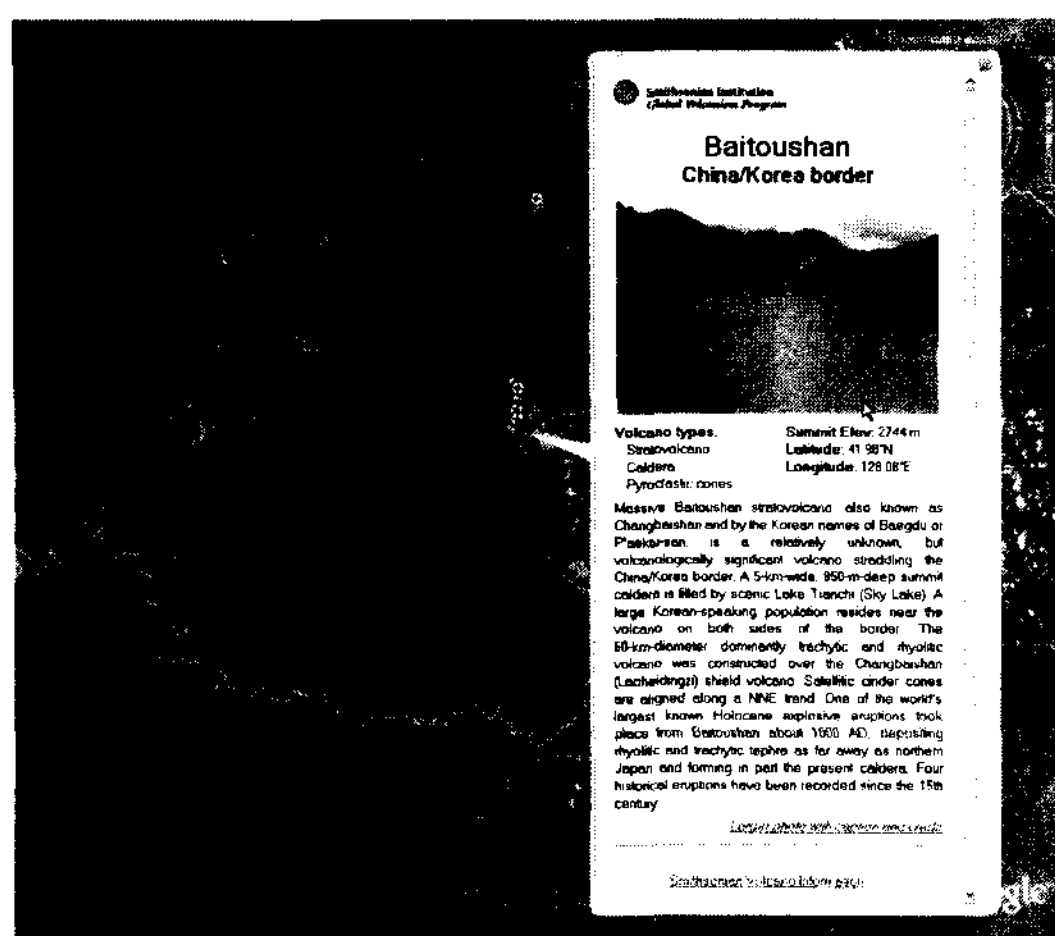 Smithsonian Institution
Global Volcanism Program
Baitoushan
China/Korea border
Volcano types:
Stratovolcano
Caldera
Pyroclastic cones
Summit Elev: 2744 m
Latitude: 41.98°N
Longitude: 128.08°E
Massive Baitoushan stratovolcano also known as
Changbaishan and by the Korean names of Baegdu or
P'aektu-san, is a relatively unknown, but
volcanologically significant volcano straddling the
China/Korea border. A 5-km-wide, 850-m-deep summit
caldera is filled by scenic Lake Tianchi (Sky Lake). A
large Korean-speaking population resides near the
volcano on both sides of the border. The
60-km-diameter dominantly trachytic and rhyolitic
volcano was constructed over the Changbaishan
(Laoheidingzi) shield volcano. Satellitic cinder cones
are aligned along a NNE trend. One of the world's
largest known Holocene explosive eruptions took
place from Baitoushan about 1000 AD, depositing
rhyolitic and trachytic tephra as far away as northern
Japan and forming in part the present caldera. Four
historical eruptions have been recorded since the 15th
century.
Larger photo with caption and credit
Smithsonian Volcano Inform page
gle